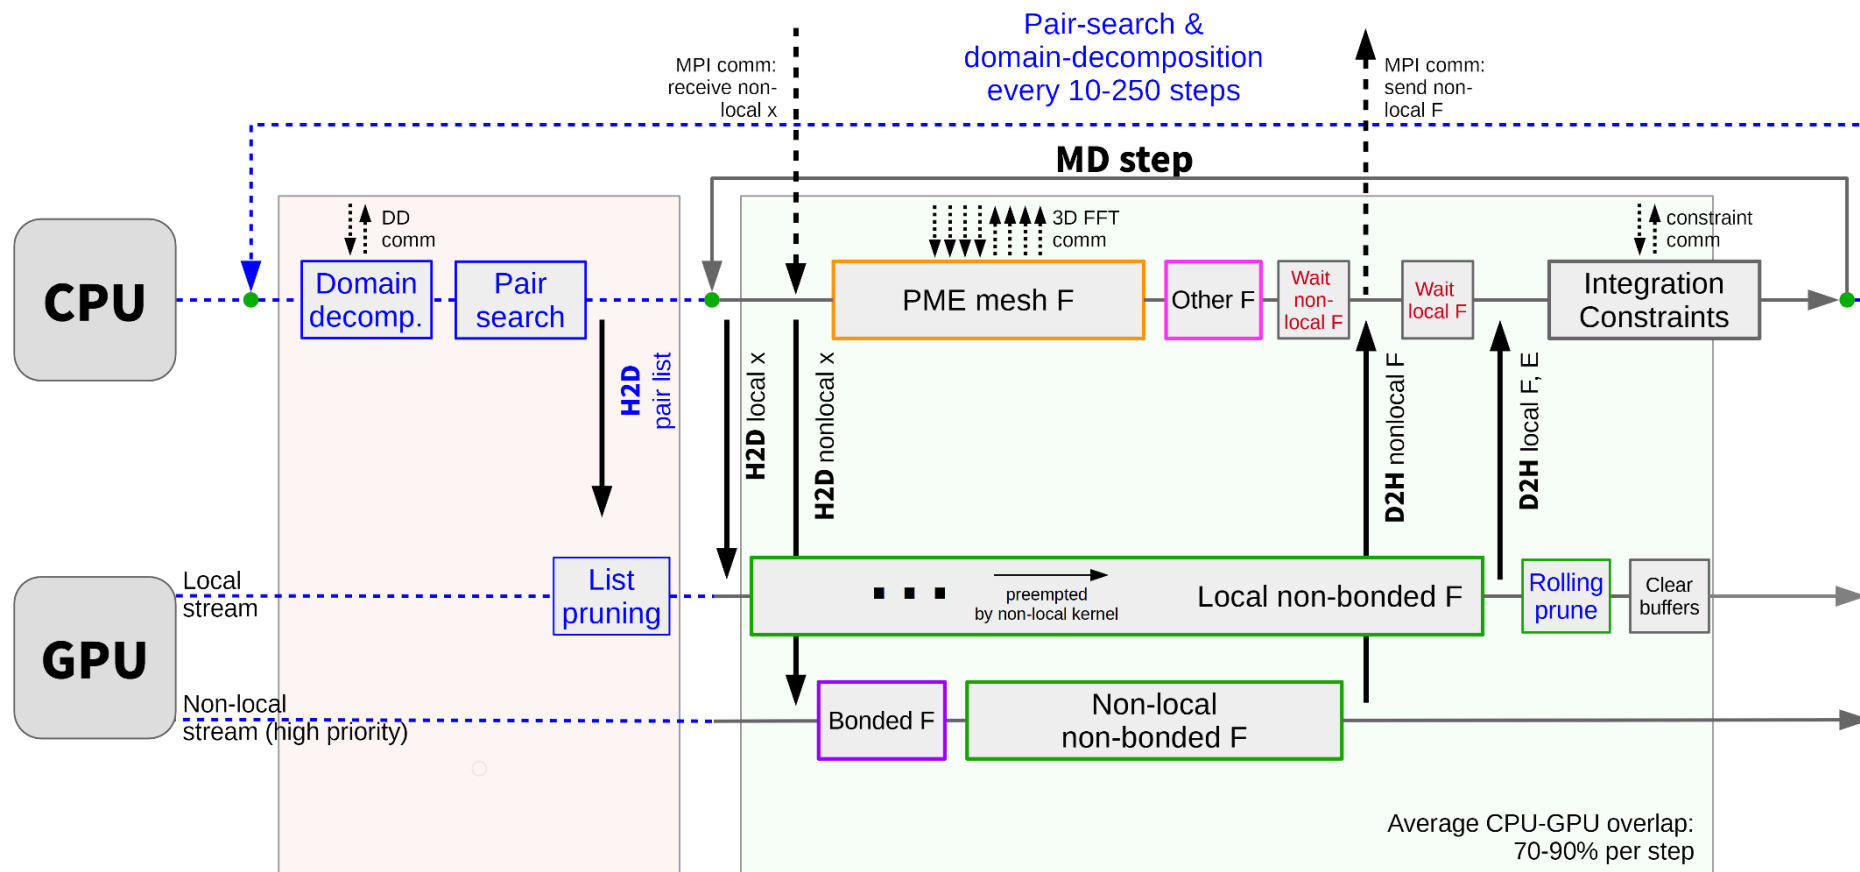 Pair-search &
domain-decomposition
every 10-250 steps
MPI comm:
receive non-
local x
MPI comm:
send non-
local F
MD step
DD
comm
3D FFT
comm
constraint
comm
CPU
Domain
decomp.
Pair
search
PME mesh F
Other F
Wait
non-
local F
Wait
local F
Integration
Constraints
H2D
pair list
H2D local x
H2D nonlocal x
D2H nonlocal F
D2H local F, E
GPU
Local
stream
List
pruning
preempted
by non-local kernel
Local non-bonded F
Rolling
prune
Clear
buffers
Non-local
stream (high priority)
Bonded F
Non-local
non-bonded F
Average CPU-GPU overlap:
70-90% per step